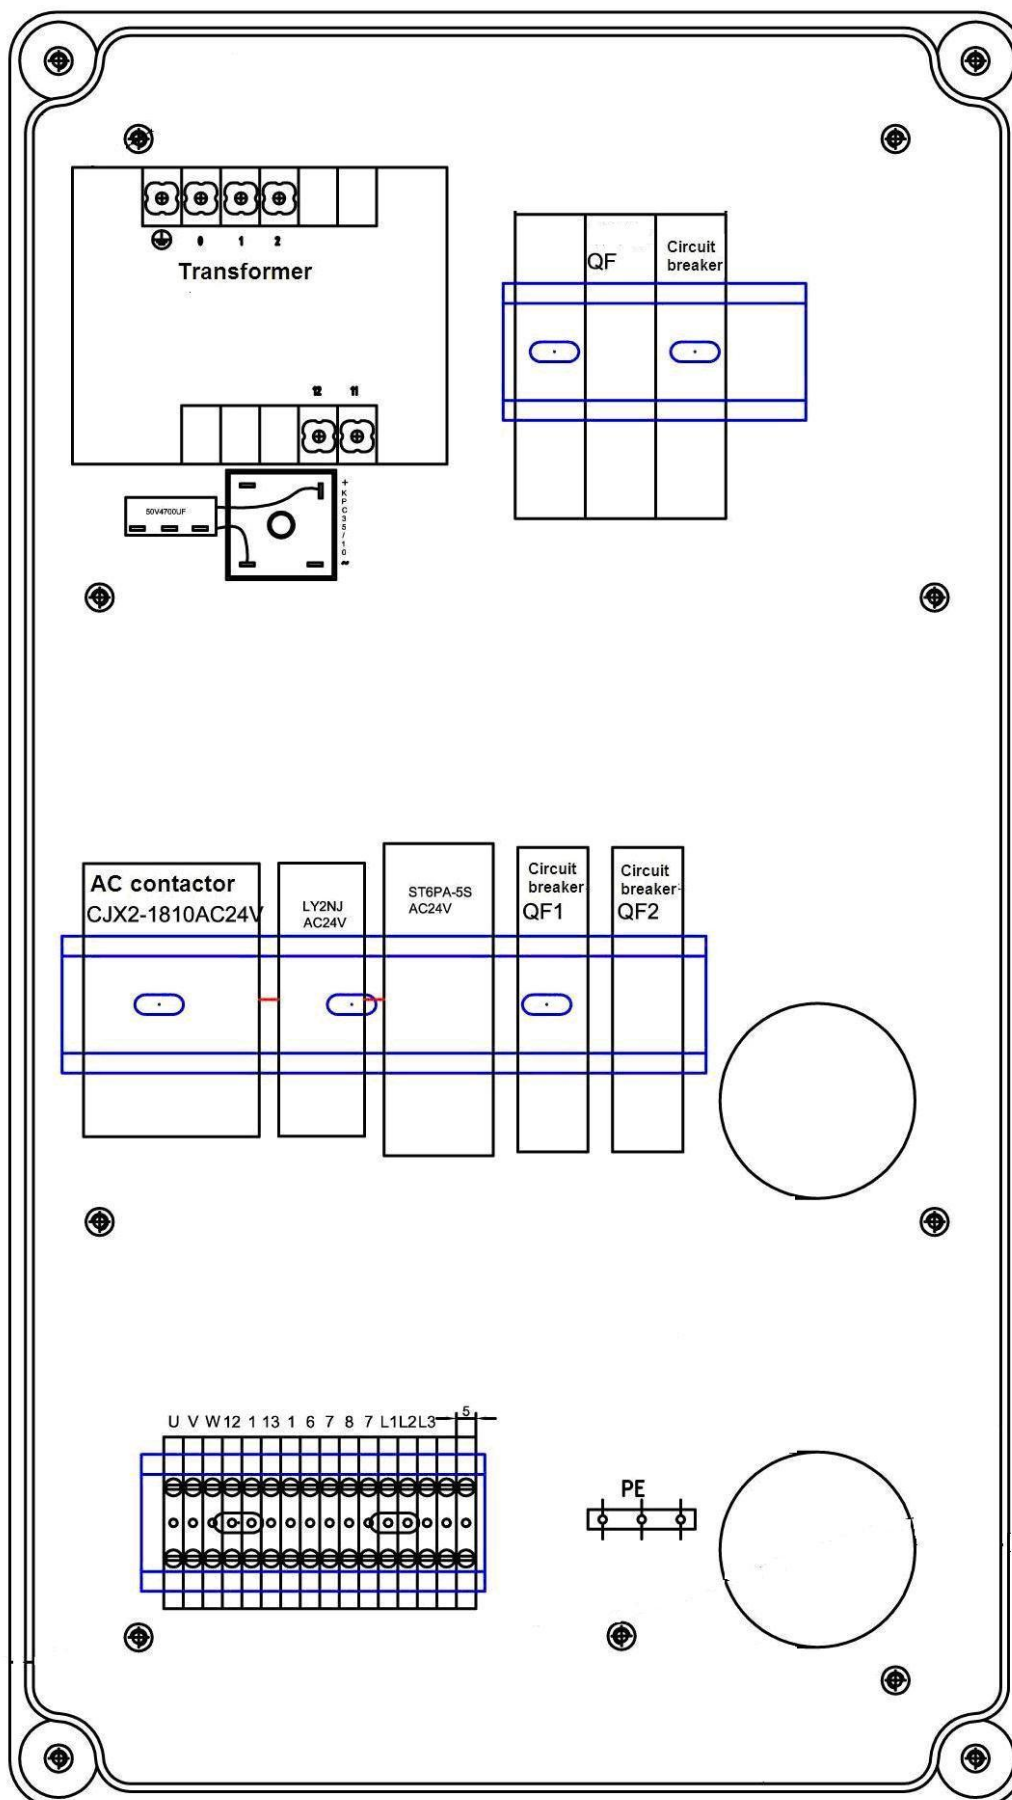 0 1 2
Transformer
12 11
QF
Circuit
breaker
50V4700UF
+ KPC35/10 ~
AC contactor
CJX2-1810AC24V
LY2NJ
AC24V
ST6PA-5S
AC24V
Circuit
breaker
QF1
Circuit
breaker
QF2
U V W 12 1 13 1 6 7 8 7 L1 L2 L3 5
PE